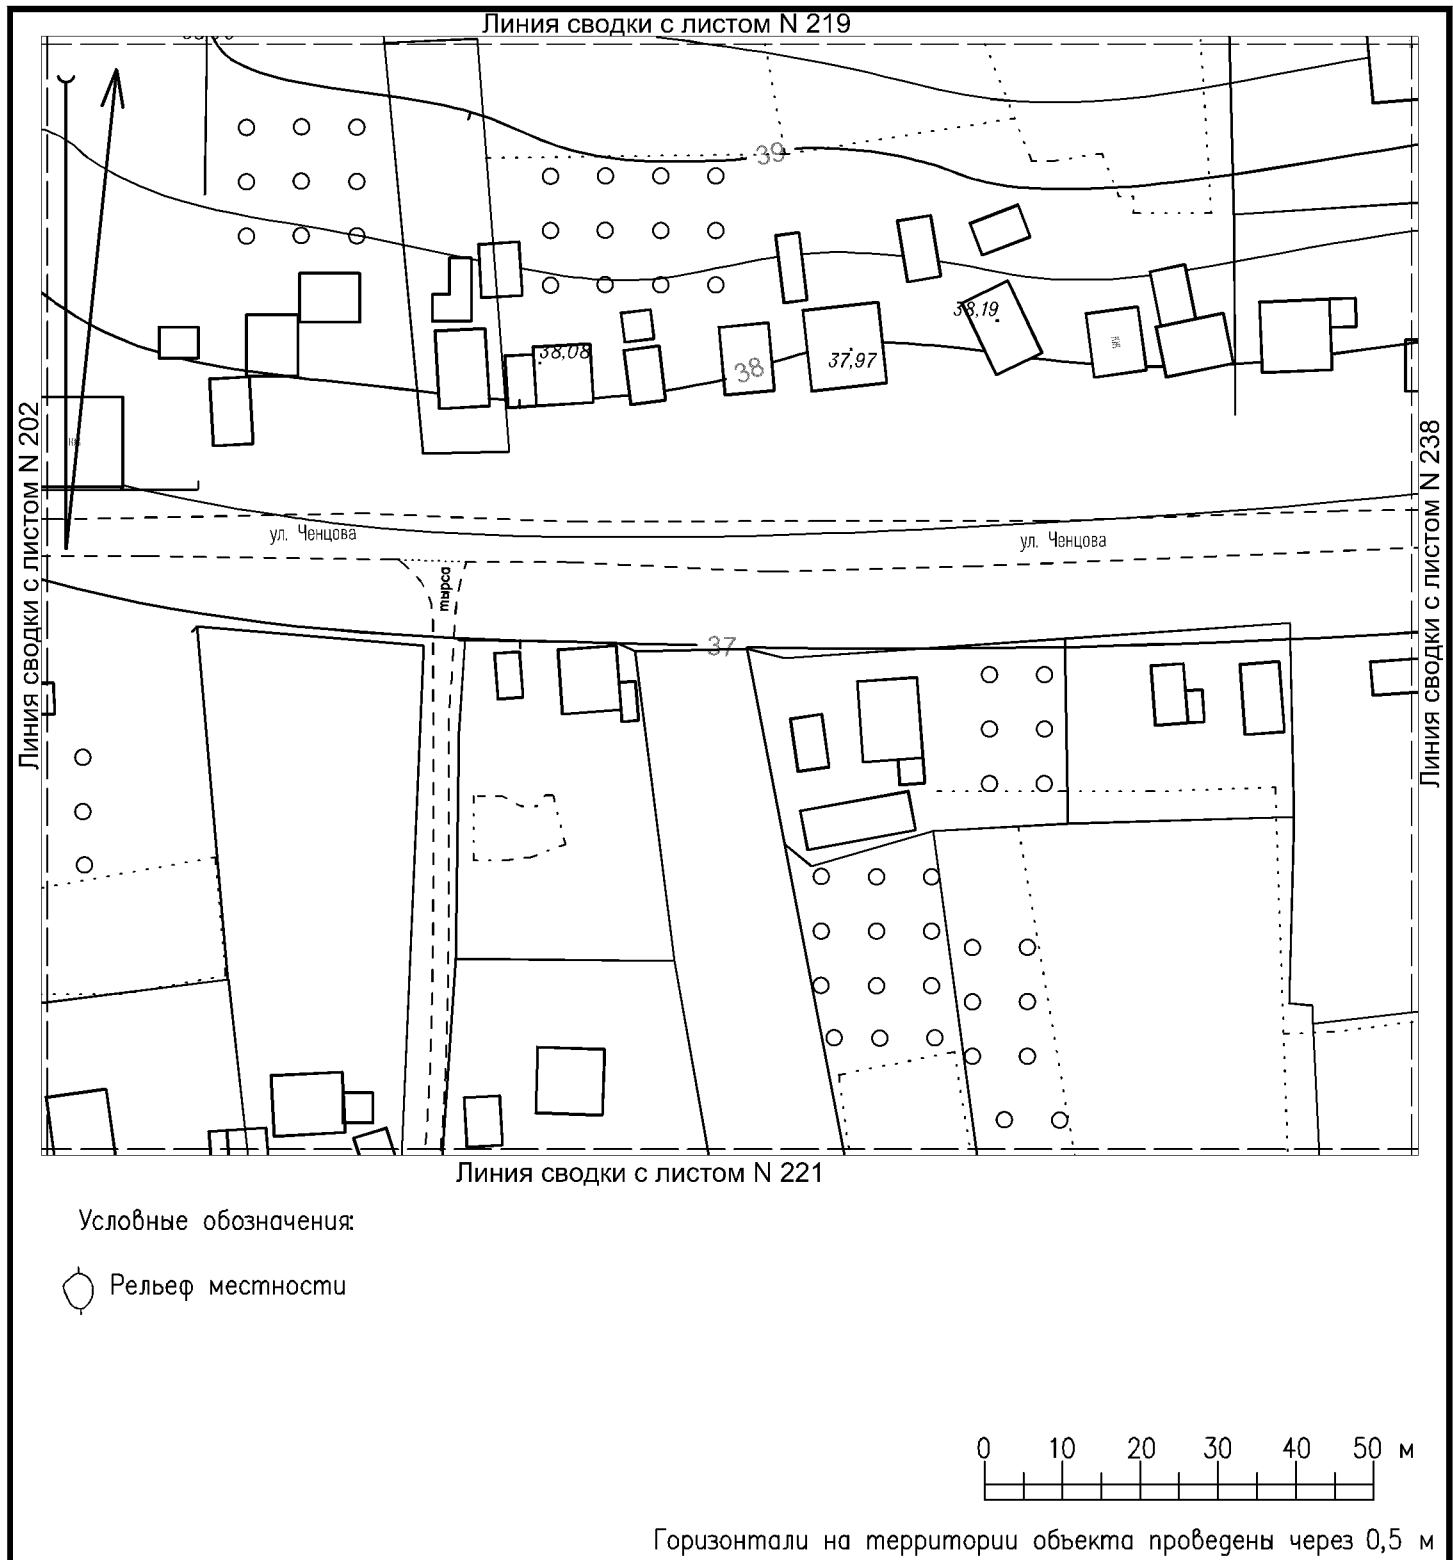 Линия сводки с листом N 219
39
38,19
38,08
38
37,97
Линия сводки с листом N 202
Линия сводки с листом N 238
ул. Ченцова
ул. Ченцова
тырса
37
Линия сводки с листом N 221
Условные обозначения:
Рельеф местности
0 10 20 30 40 50 м
Горизонтали на территории объекта проведены через 0,5 м